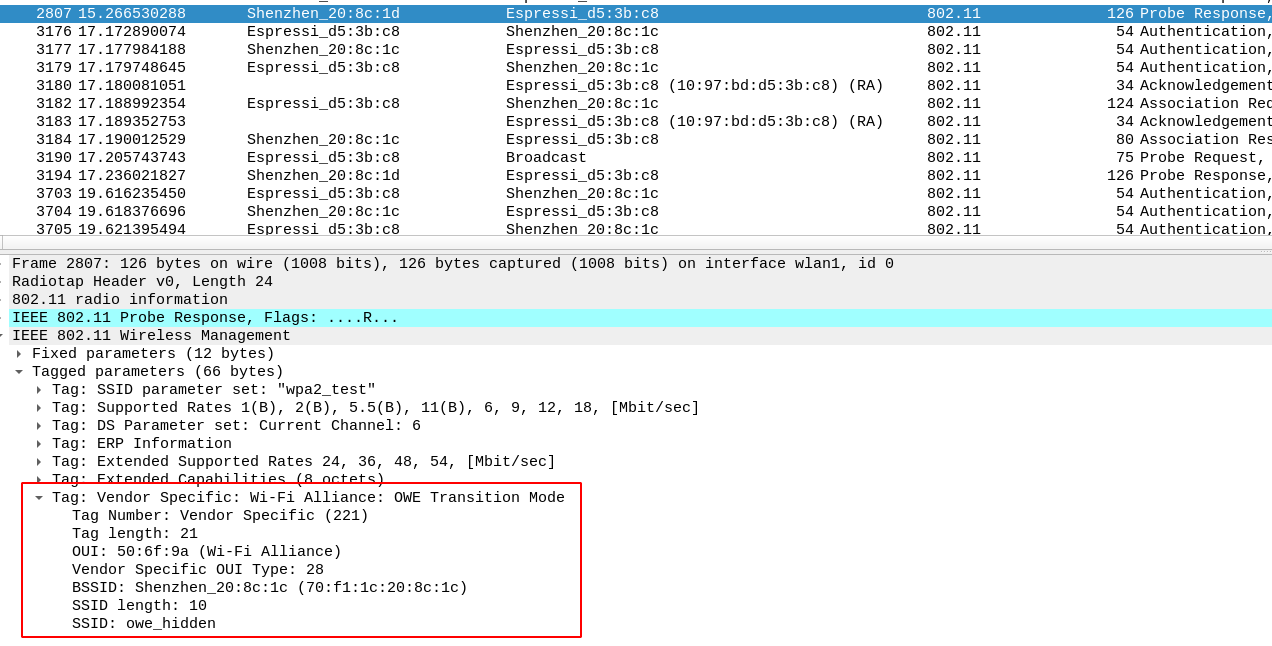 2807 15.266530288 Shenzhen_20:8c:1d Espressi_d5:3b:c8 802.11 126 Probe Response,
3176 17.172890074 Espressi_d5:3b:c8 Shenzhen_20:8c:1c 802.11 54 Authentication,
3177 17.177984188 Shenzhen_20:8c:1c Espressi_d5:3b:c8 802.11 54 Authentication,
3179 17.179748645 Espressi_d5:3b:c8 Shenzhen_20:8c:1c 802.11 54 Authentication,
3180 17.180081051 Espressi_d5:3b:c8 (10:97:bd:d5:3b:c8) (RA) 802.11 34 Acknowledgement
3182 17.188992354 Espressi_d5:3b:c8 Shenzhen_20:8c:1c 802.11 124 Association Req
3183 17.189352753 Espressi_d5:3b:c8 (10:97:bd:d5:3b:c8) (RA) 802.11 34 Acknowledgement
3184 17.190012529 Shenzhen_20:8c:1c Espressi_d5:3b:c8 802.11 80 Association Res
3190 17.205743743 Espressi_d5:3b:c8 Broadcast 802.11 75 Probe Request,
3194 17.236021827 Shenzhen_20:8c:1d Espressi_d5:3b:c8 802.11 126 Probe Response,
3703 19.616235450 Espressi_d5:3b:c8 Shenzhen_20:8c:1c 802.11 54 Authentication,
3704 19.618376696 Shenzhen_20:8c:1c Espressi_d5:3b:c8 802.11 54 Authentication,
3705 19.621395494 Espressi_d5:3b:c8 Shenzhen_20:8c:1c 802.11 54 Authentication,
Frame 2807: 126 bytes on wire (1008 bits), 126 bytes captured (1008 bits) on interface wlan1, id 0
Radiotap Header v0, Length 24
802.11 radio information
IEEE 802.11 Probe Response, Flags: ....R...
IEEE 802.11 Wireless Management
Fixed parameters (12 bytes)
Tagged parameters (66 bytes)
Tag: SSID parameter set: "wpa2_test"
Tag: Supported Rates 1(B), 2(B), 5.5(B), 11(B), 6, 9, 12, 18, [Mbit/sec]
Tag: DS Parameter set: Current Channel: 6
Tag: ERP Information
Tag: Extended Supported Rates 24, 36, 48, 54, [Mbit/sec]
Tag: Extended Capabilities (8 octets)
Tag: Vendor Specific: Wi-Fi Alliance: OWE Transition Mode
Tag Number: Vendor Specific (221)
Tag length: 21
OUI: 50:6f:9a (Wi-Fi Alliance)
Vendor Specific OUI Type: 28
BSSID: Shenzhen_20:8c:1c (70:f1:1c:20:8c:1c)
SSID length: 10
SSID: owe_hidden